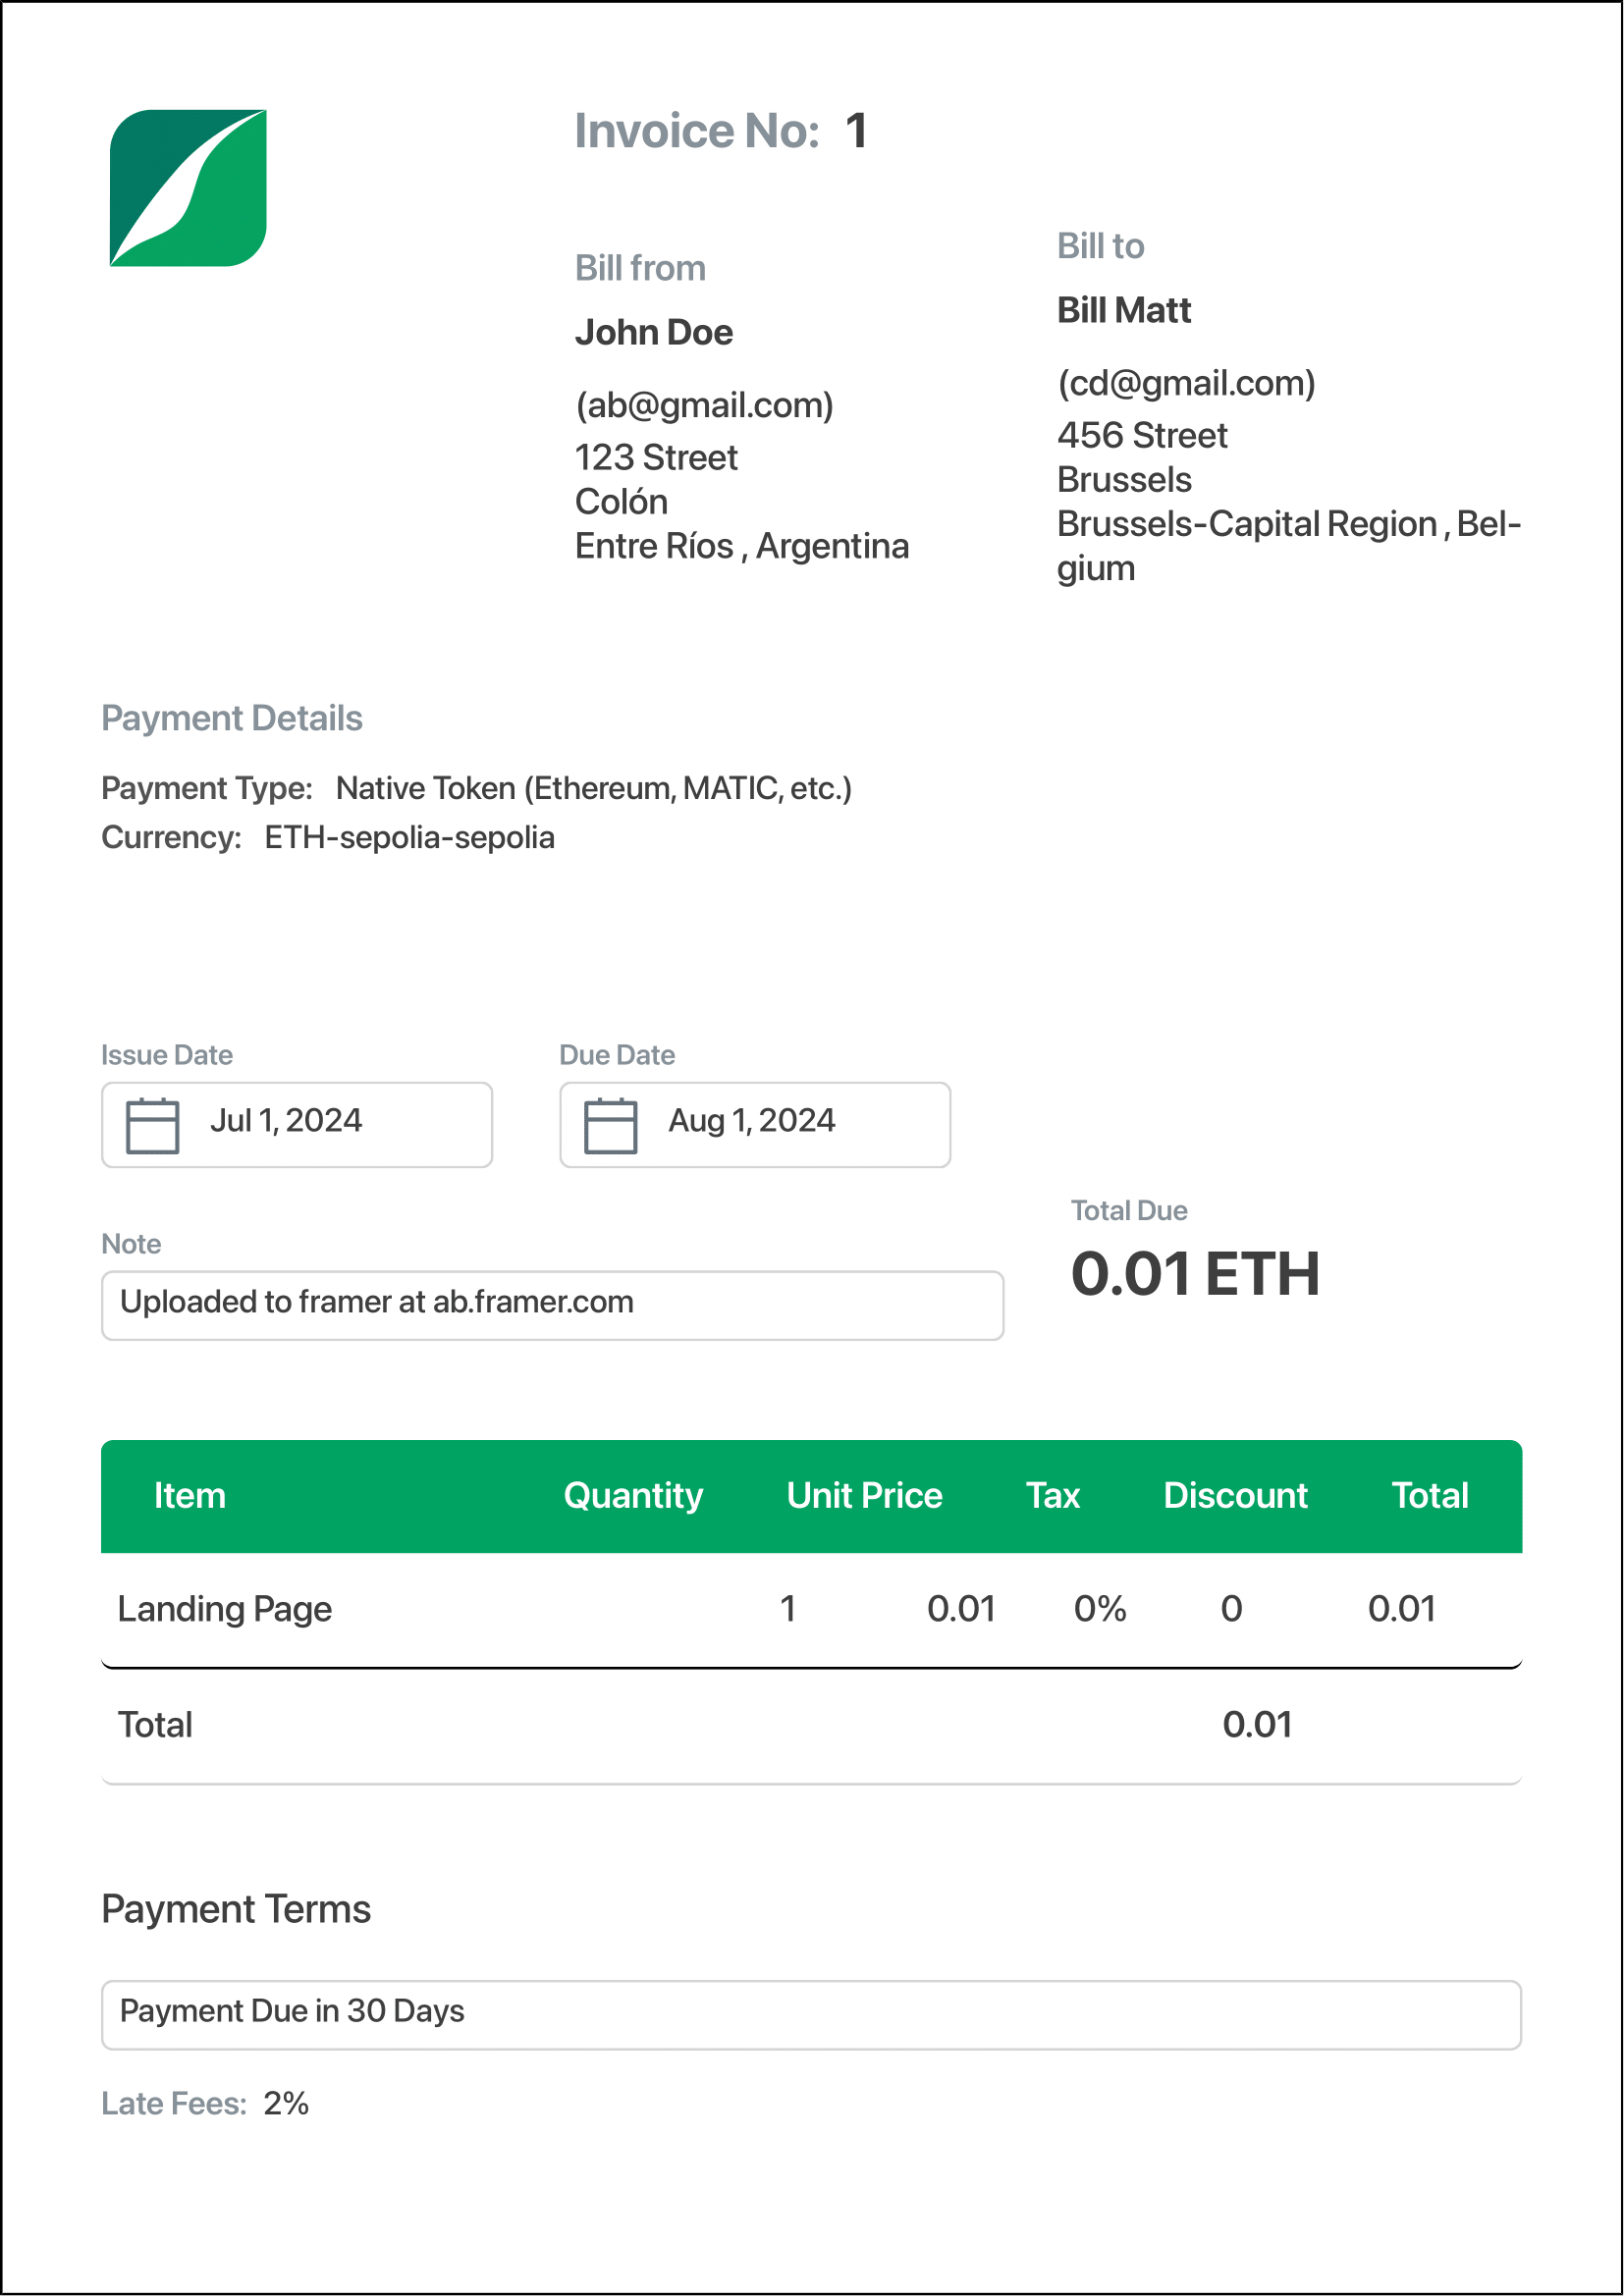 Invoice No: 1
Bill from
John Doe
(ab@gmail.com)
123 Street
Colón
Entre Ríos , Argentina
Bill to
Bill Matt
(cd@gmail.com)
456 Street
Brussels
Brussels-Capital Region , Bel-
gium
Payment Details
Payment Type: Native Token (Ethereum, MATIC, etc.)
Currency: ETH-sepolia-sepolia
Issue Date
Jul 1, 2024
Due Date
Aug 1, 2024
Note
Uploaded to framer at ab.framer.com
Total Due
0.01 ETH
Item Quantity Unit Price Tax Discount Total
Landing Page 1 0.01 0% 0 0.01
Total 0.01
Payment Terms
Payment Due in 30 Days
Late Fees: 2%